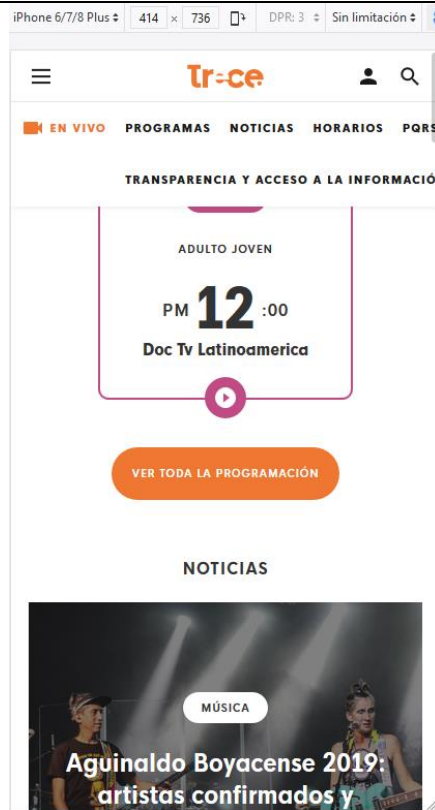 iPhone 6/7/8 Plus 414 × 736 DPR: 3 Sin limitación
Trece
EN VIVO PROGRAMAS NOTICIAS HORARIOS PQRS
TRANSPARENCIA Y ACCESO A LA INFORMACIÓ
ADULTO JOVEN
PM 12 :00
Doc Tv Latinoamerica
VER TODA LA PROGRAMACIÓN
NOTICIAS
MÚSICA
Aguinaldo Boyacense 2019:
artistas confirmados y